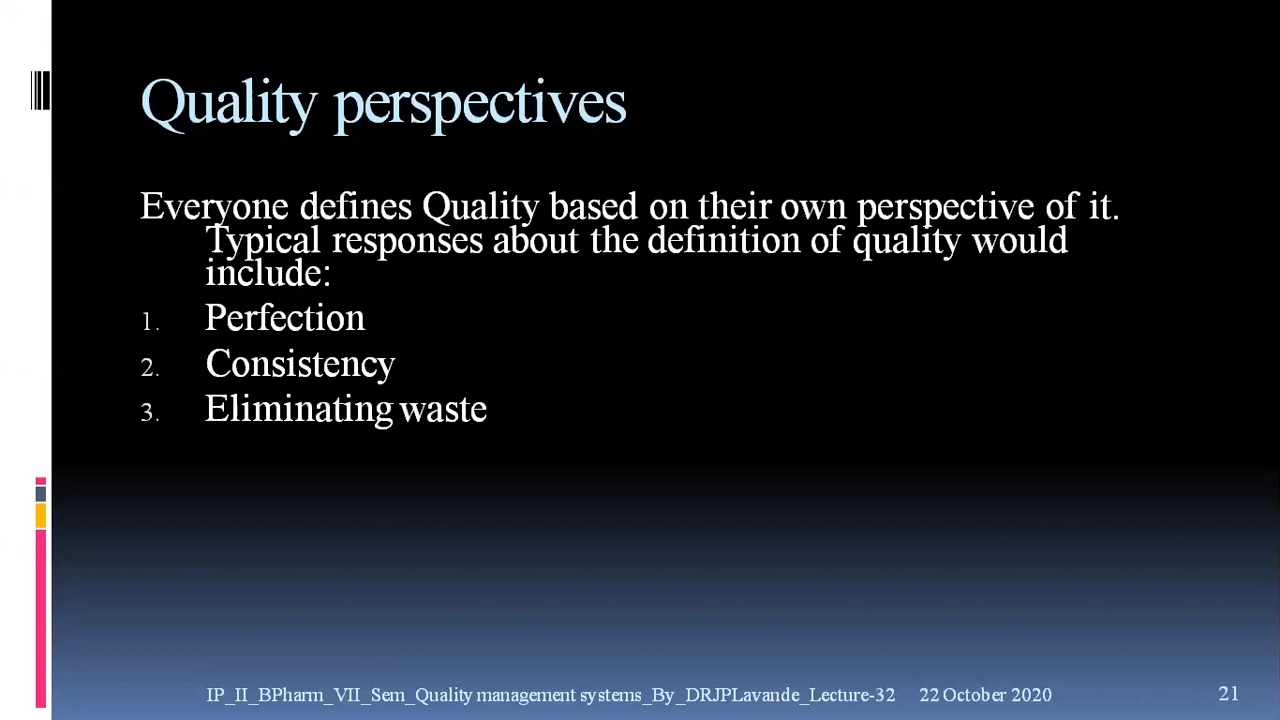 Quality perspectives
Everyone defines Quality based on their own perspective of it.
Typical responses about the definition of quality would
include:
1. Perfection
2. Consistency
3. Eliminating waste
IP_II_BPharm_VII_Sem_Quality management systems_By_DRJPLavande_Lecture-32 22 October 2020 21